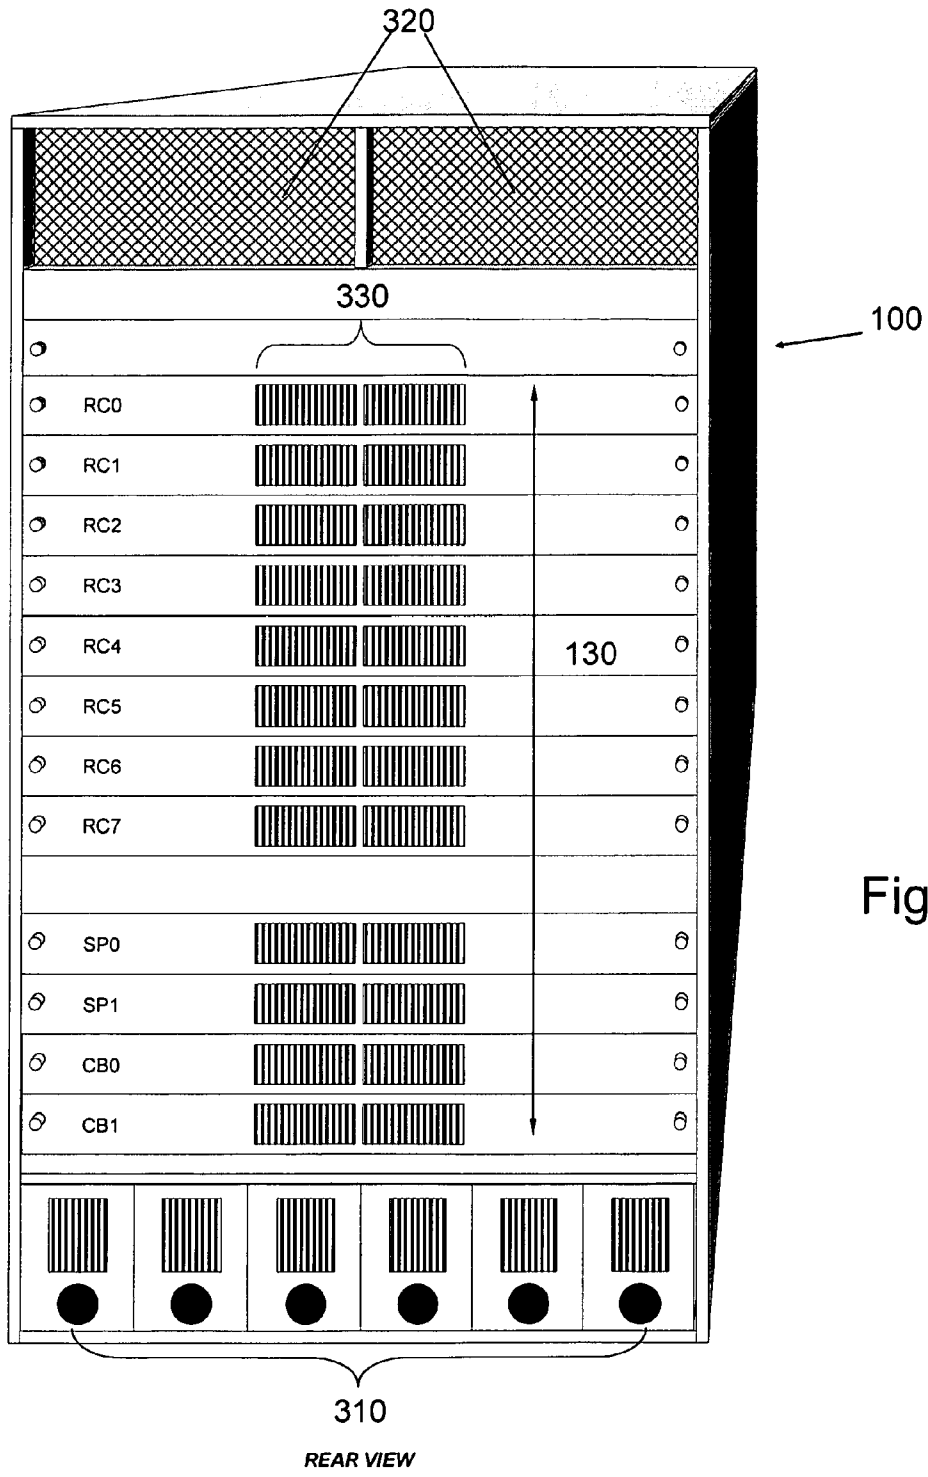 320
330
100
RC0
RC1
RC2
RC3
RC4
130
RC5
RC6
RC7
Fig
SP0
SP1
CB0
CB1
310
REAR VIEW